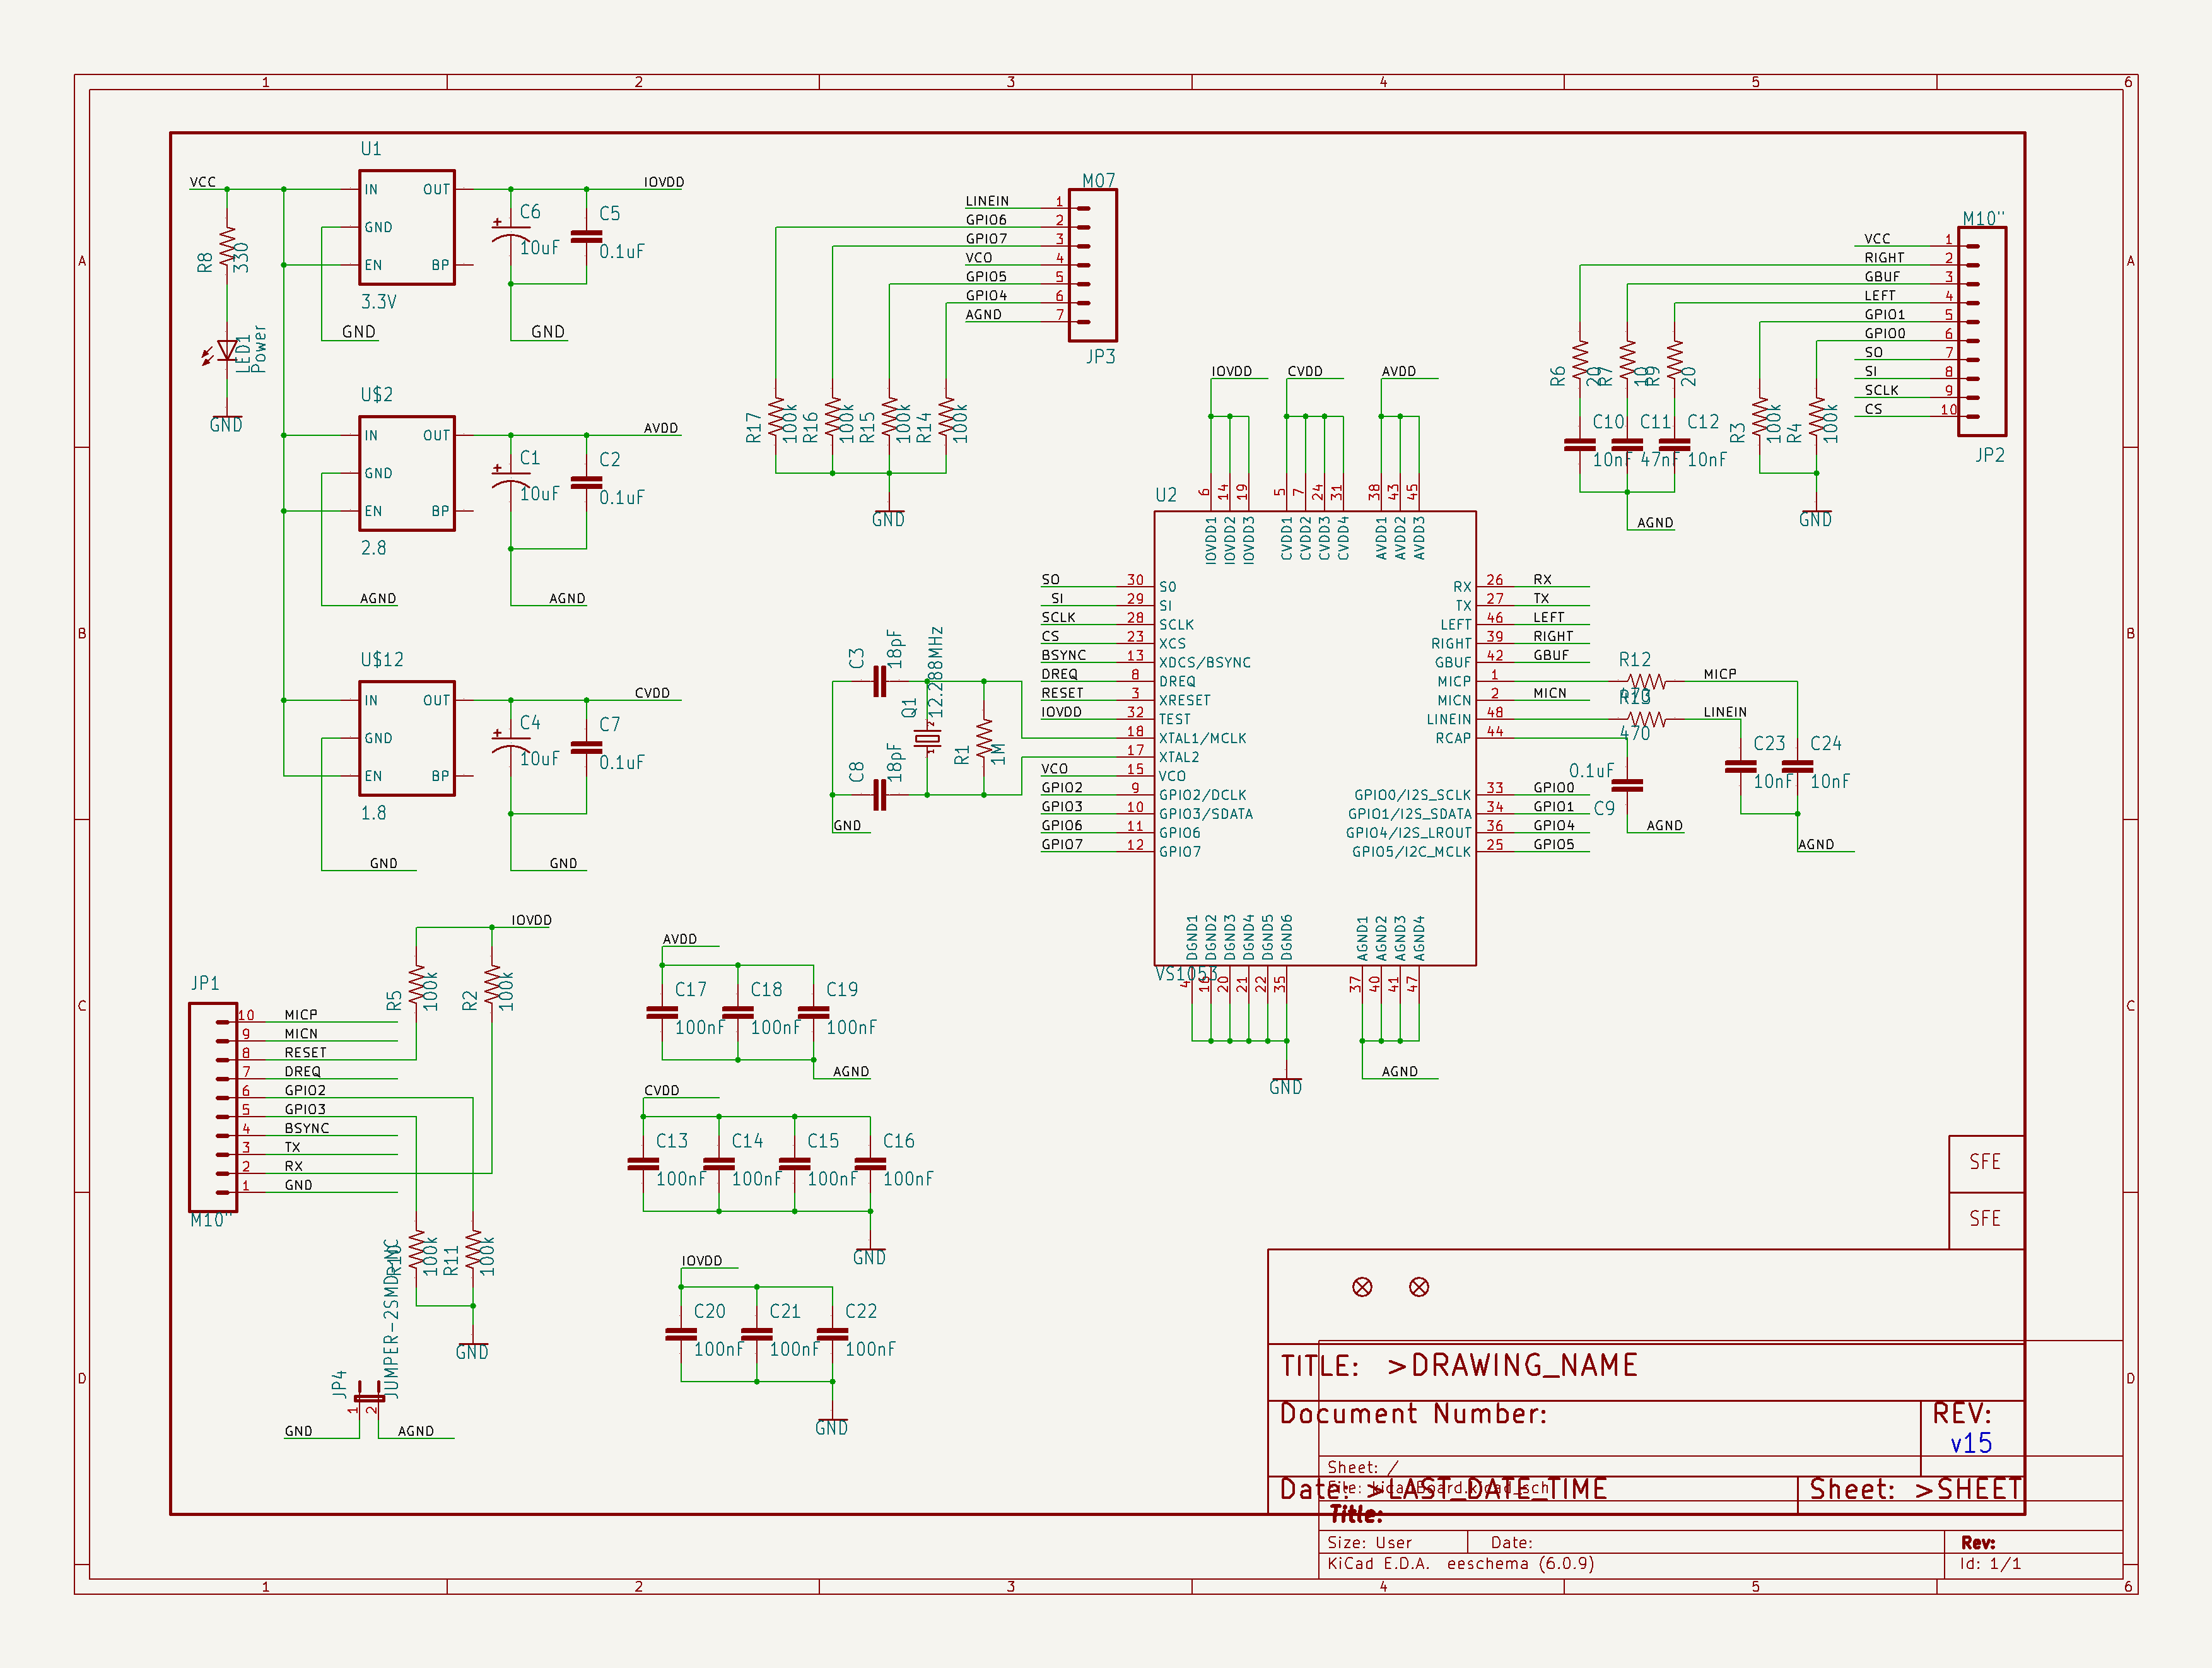 1 2 3 4 5 6
A
B
C
D
U1
VCC
IN
OUT
IOVDD
GND
EN
BP
3.3V
C6
10uF
C5
0.1uF
GND
GND
R8
330
LED1
Power
GND
U$2
IN
OUT
AVDD
GND
EN
BP
2.8
C1
10uF
C2
0.1uF
AGND
AGND
U$12
IN
OUT
CVDD
GND
EN
BP
1.8
C4
10uF
C7
0.1uF
GND
GND
M07
LINEIN 1
GPIO6 2
GPIO7 3
VCO 4
GPIO5 5
GPIO4 6
AGND 7
JP3
R17 100k
R16 100k
R15 100k
R14 100k
GND
M10"
VCC 1
RIGHT 2
GBUF 3
LEFT 4
GPIO1 5
GPIO0 6
SO 7
SI 8
SCLK 9
CS 10
JP2
R6 20
R7 10
R9 20
C10 10nF
C11 47nF
C12 10nF
AGND
R3 100k
R4 100k
GND
IOVDD
CVDD
AVDD
U2
6 14 19 5 7 24 31 38 43 45
IOVDD1 IOVDD2 IOVDD3 CVDD1 CVDD2 CVDD3 CVDD4 AVDD1 AVDD2 AVDD3
SO 30 SO
SI 29 SI
SCLK 28 SCLK
CS 23 XCS
BSYNC 13 XDCS/BSYNC
DREQ 8 DREQ
RESET 3 XRESET
IOVDD 32 TEST
18 XTAL1/MCLK
17 XTAL2
VCO 15 VCO
GPIO2 9 GPIO2/DCLK
GPIO3 10 GPIO3/SDATA
GPIO6 11 GPIO6
GPIO7 12 GPIO7
RX 26 RX
TX 27 TX
LEFT 46 LEFT
RIGHT 39 RIGHT
GBUF 42 GBUF
MICP 1
MICN 2 MICN
LINEIN 48
RCAP 44
GPIO0/I2S_SCLK 33 GPIO0
GPIO1/I2S_SDATA 34 GPIO1
GPIO4/I2S_LROUT 36 GPIO4
GPIO5/I2C_MCLK 25 GPIO5
DGND1 DGND2 DGND3 DGND4 DGND5 DGND6 AGND1 AGND2 AGND3 AGND4
VS1053
4 16 20 21 22 35 37 40 41 47
GND
AGND
C3 18pF
C8 18pF
Q1
12.288MHz
2
1
R1 1M
GND
R12
470
MICP
R13
470
LINEIN
0.1uF
C9
AGND
C23
10nF
C24
10nF
AGND
IOVDD
R5 100k
R2 100k
JP1
10 MICP
9 MICN
8 RESET
7 DREQ
6 GPIO2
5 GPIO3
4 BSYNC
3 TX
2 RX
1 GND
M10"
R10 100k
R11 100k
GND
JP4
JUMPER-2SMD-NC
1 2
GND
AGND
AVDD
C17 C18 C19
100nF 100nF 100nF
AGND
CVDD
C13 C14 C15 C16
100nF 100nF 100nF 100nF
GND
IOVDD
C20 C21 C22
100nF 100nF 100nF
GND
SFE
SFE
TITLE: >DRAWING_NAME
Document Number:
REV:
v15
Date: >LAST_DATE_TIME
Sheet: >SHEET
Sheet: /
File: kicadBoard.kicad_sch
Title:
Size: User
Date:
Rev:
KiCad E.D.A. eeschema (6.0.9)
Id: 1/1
A
B
C
D
1 2 3 4 5 6